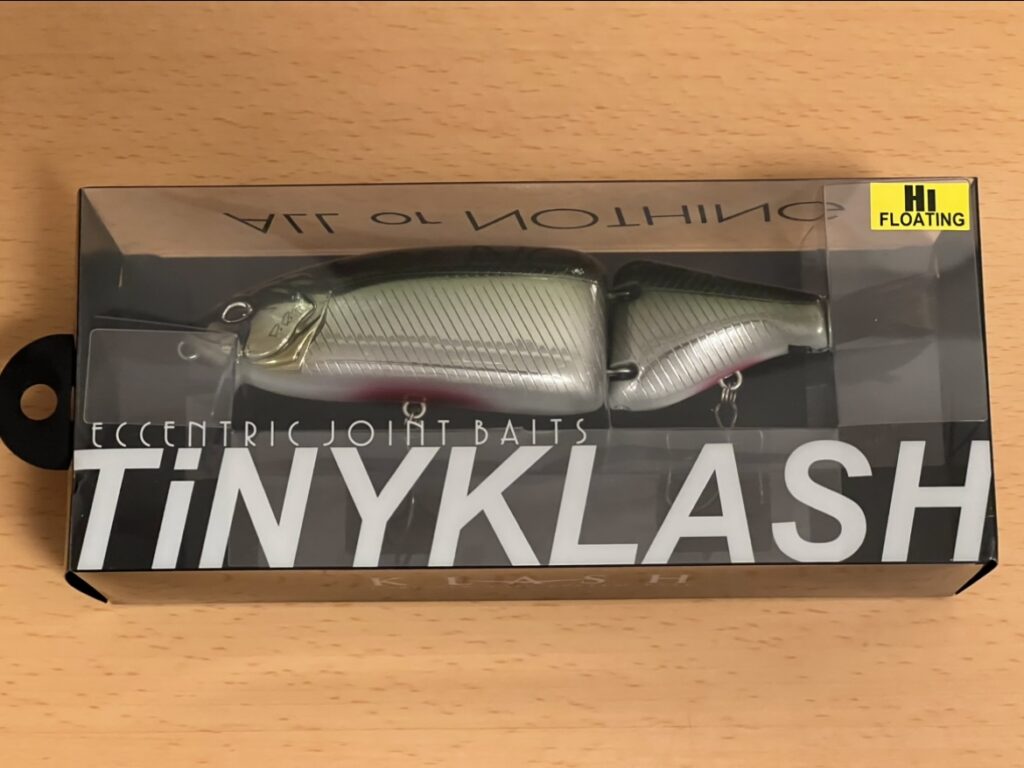 ALL or NOTHING
Hi
FLOATING
ECCENTRIC JOINT BAITS
TiNYKLASH
KLASH